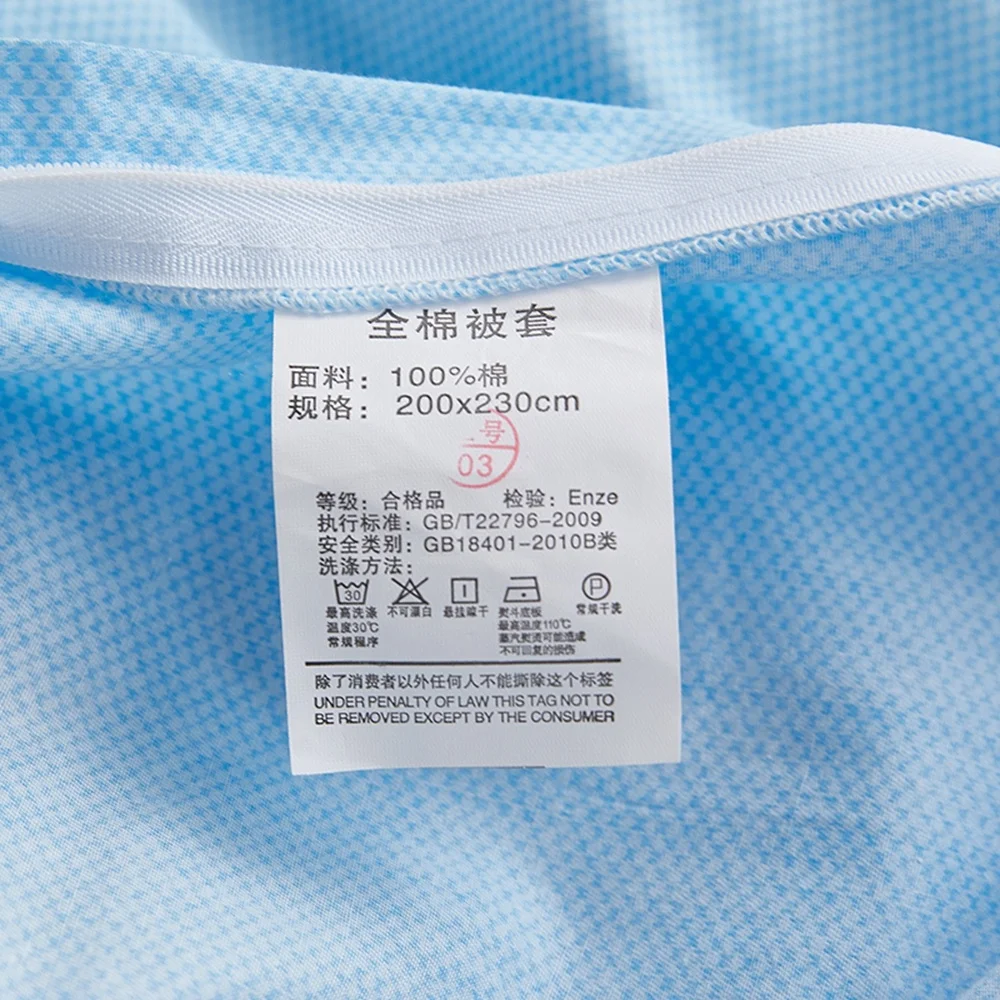 全棉被套
面料：100%棉
规格：200x230cm
号
03
等级：合格品 检验：Enze
执行标准：GB/T22796-2009
安全类别：GB18401-2010B类
洗涤方法：
30 P
最高洗涤
温度30℃
常规程序
不可漂白
悬挂晾干
熨斗底板
最高温度110℃
蒸汽熨烫可能造成
不可回复的损伤
常规干洗
除了消费者以外任何人不能撕除这个标签
UNDER PENALTY OF LAW THIS TAG NOT TO
BE REMOVED EXCEPT BY THE CONSUMER